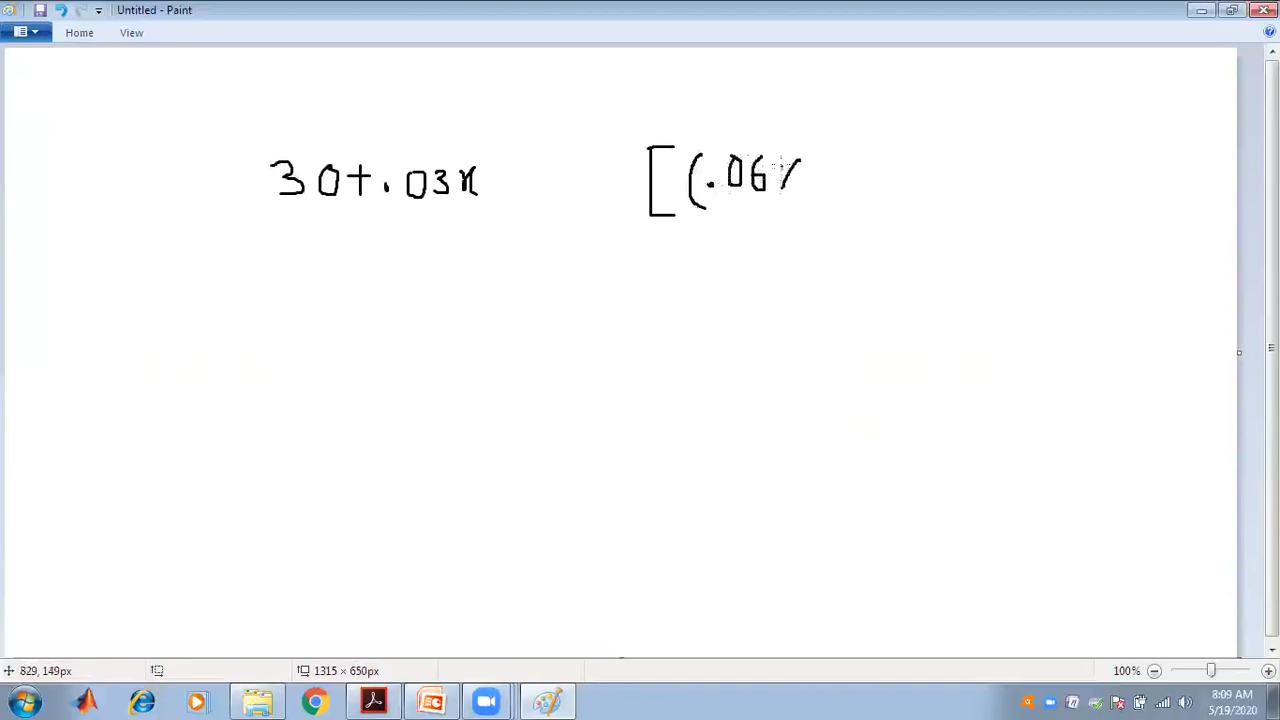 Untitled - Paint
Home View
30+.03x [(.06
829, 149px 1315 × 650px 100%
8:09 AM
5/19/2020